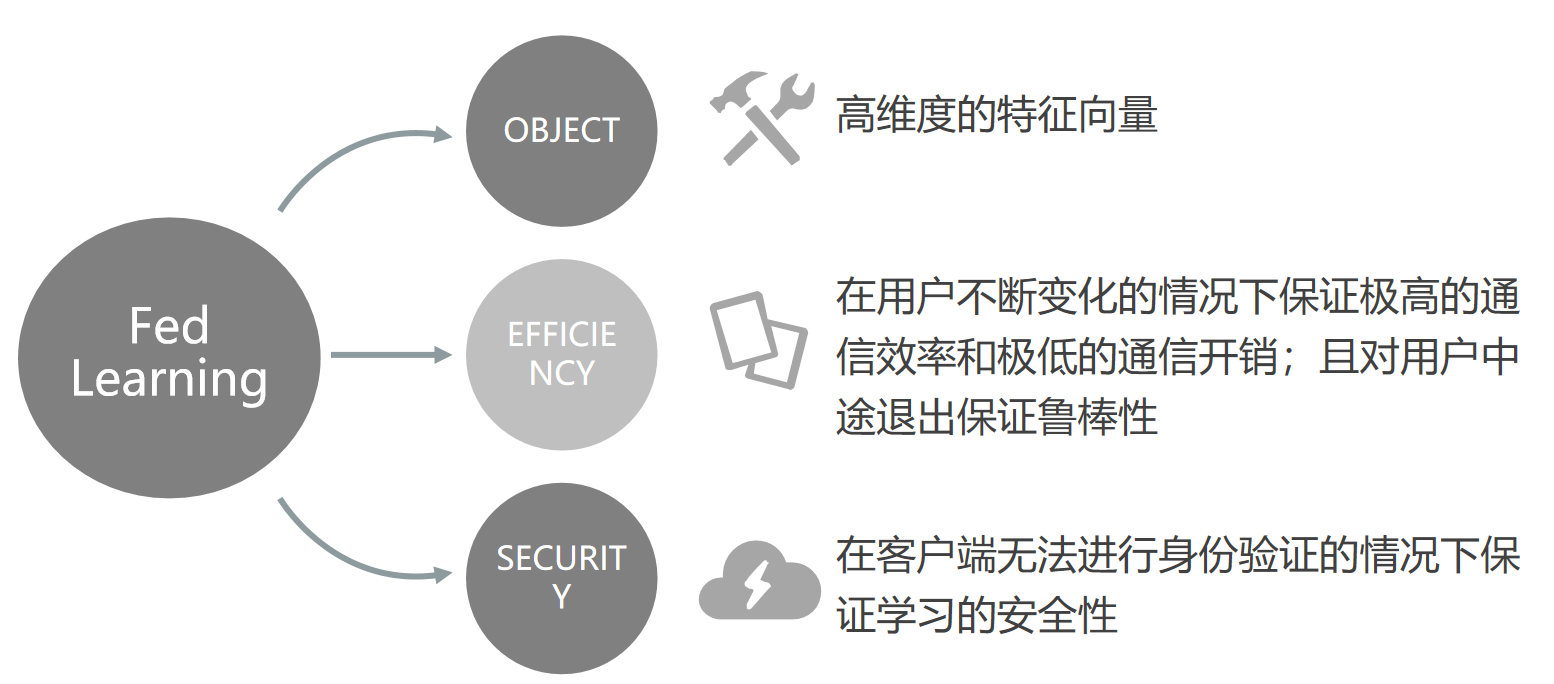 Fed
Learning
OBJECT
高维度的特征向量
EFFICIE
NCY
在用户不断变化的情况下保证极高的通
信效率和极低的通信开销；且对用户中
途退出保证鲁棒性
SECURIT
Y
在客户端无法进行身份验证的情况下保
证学习的安全性